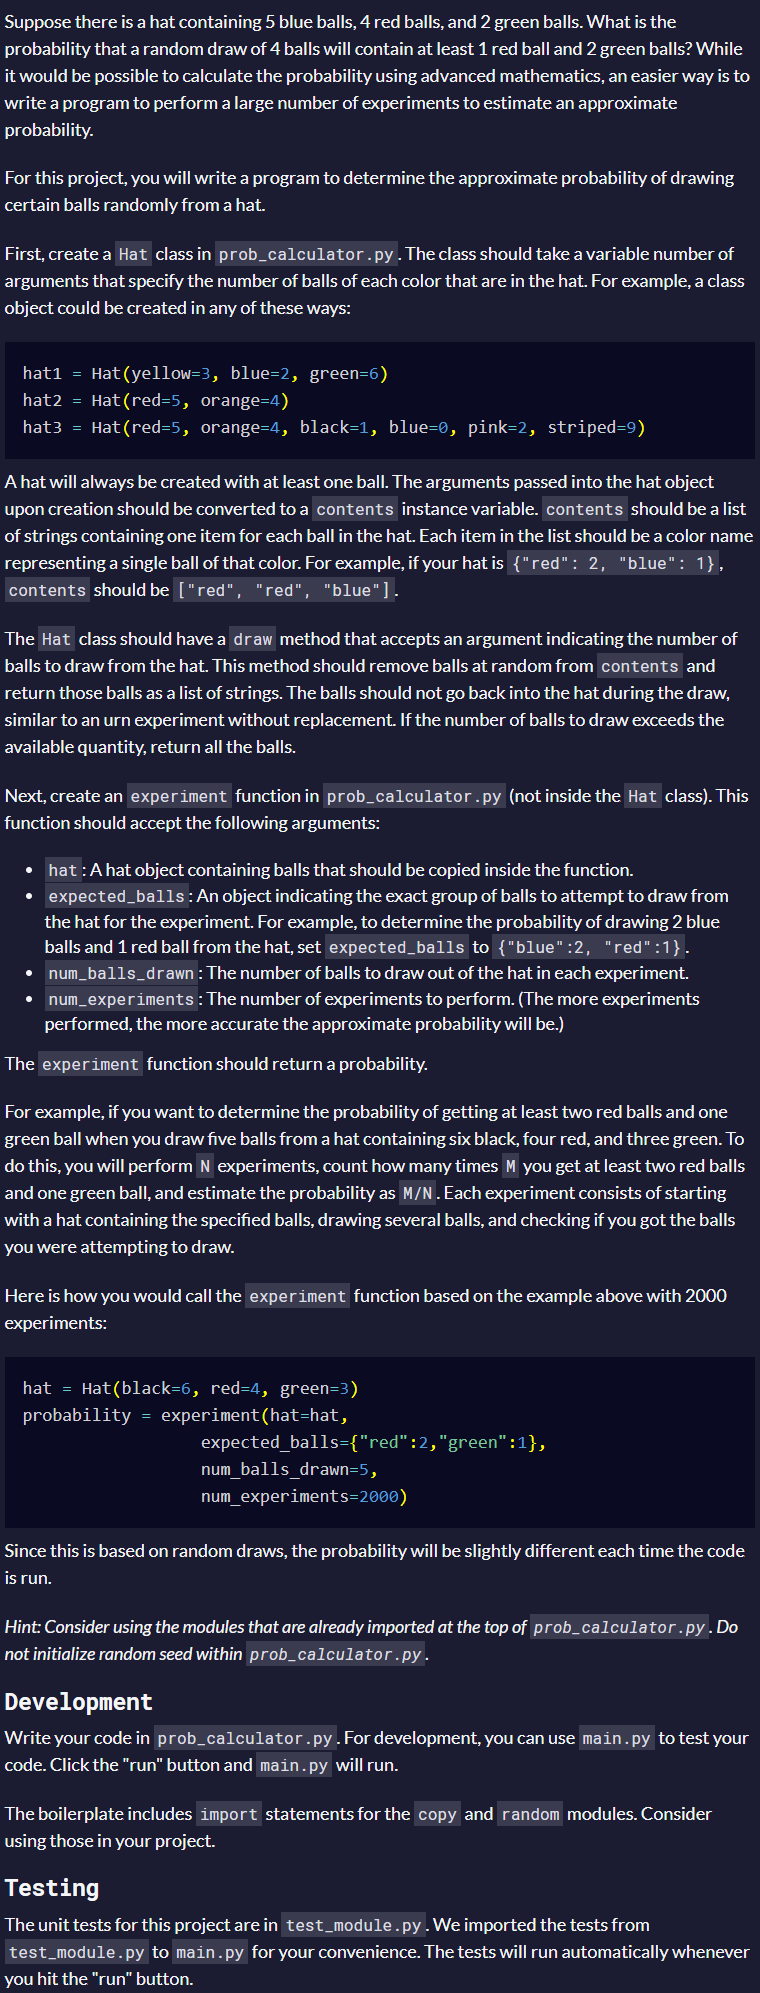 Suppose there is a hat containing 5 blue balls, 4 red balls, and 2 green balls. What is the
probability that a random draw of 4 balls will contain at least 1 red ball and 2 green balls? While
it would be possible to calculate the probability using advanced mathematics, an easier way is to
write a program to perform a large number of experiments to estimate an approximate
probability.
For this project, you will write a program to determine the approximate probability of drawing
certain balls randomly from a hat.
First, create a Hat class in prob_calculator.py. The class should take a variable number of
arguments that specify the number of balls of each color that are in the hat. For example, a class
object could be created in any of these ways:
hat1 = Hat(yellow=3, blue=2, green=6)
hat2 = Hat(red=5, orange=4)
hat3 = Hat(red=5, orange=4, black=1, blue=0, pink=2, striped=9)
A hat will always be created with at least one ball. The arguments passed into the hat object
upon creation should be converted to a contents instance variable. contents should be a list
of strings containing one item for each ball in the hat. Each item in the list should be a color name
representing a single ball of that color. For example, if your hat is {"red": 2, "blue": 1},
contents should be ["red", "red", "blue"].
The Hat class should have a draw method that accepts an argument indicating the number of
balls to draw from the hat. This method should remove balls at random from contents and
return those balls as a list of strings. The balls should not go back into the hat during the draw,
similar to an urn experiment without replacement. If the number of balls to draw exceeds the
available quantity, return all the balls.
Next, create an experiment function in prob_calculator.py (not inside the Hat class). This
function should accept the following arguments:
• hat: A hat object containing balls that should be copied inside the function.
• expected_balls: An object indicating the exact group of balls to attempt to draw from
the hat for the experiment. For example, to determine the probability of drawing 2 blue
balls and 1 red ball from the hat, set expected_balls to {"blue":2, "red":1}.
• num_balls_drawn: The number of balls to draw out of the hat in each experiment.
• num_experiments: The number of experiments to perform. (The more experiments
performed, the more accurate the approximate probability will be.)
The experiment function should return a probability.
For example, if you want to determine the probability of getting at least two red balls and one
green ball when you draw five balls from a hat containing six black, four red, and three green. To
do this, you will perform N experiments, count how many times M you get at least two red balls
and one green ball, and estimate the probability as M/N. Each experiment consists of starting
with a hat containing the specified balls, drawing several balls, and checking if you got the balls
you were attempting to draw.
Here is how you would call the experiment function based on the example above with 2000
experiments:
hat = Hat(black=6, red=4, green=3)
probability = experiment(hat=hat,
expected_balls={"red":2,"green":1},
num_balls_drawn=5,
num_experiments=2000)
Since this is based on random draws, the probability will be slightly different each time the code
is run.
Hint: Consider using the modules that are already imported at the top of prob_calculator.py. Do
not initialize random seed within prob_calculator.py.
Development
Write your code in prob_calculator.py. For development, you can use main.py to test your
code. Click the "run" button and main.py will run.
The boilerplate includes import statements for the copy and random modules. Consider
using those in your project.
Testing
The unit tests for this project are in test_module.py. We imported the tests from
test_module.py to main.py for your convenience. The tests will run automatically whenever
you hit the "run" button.